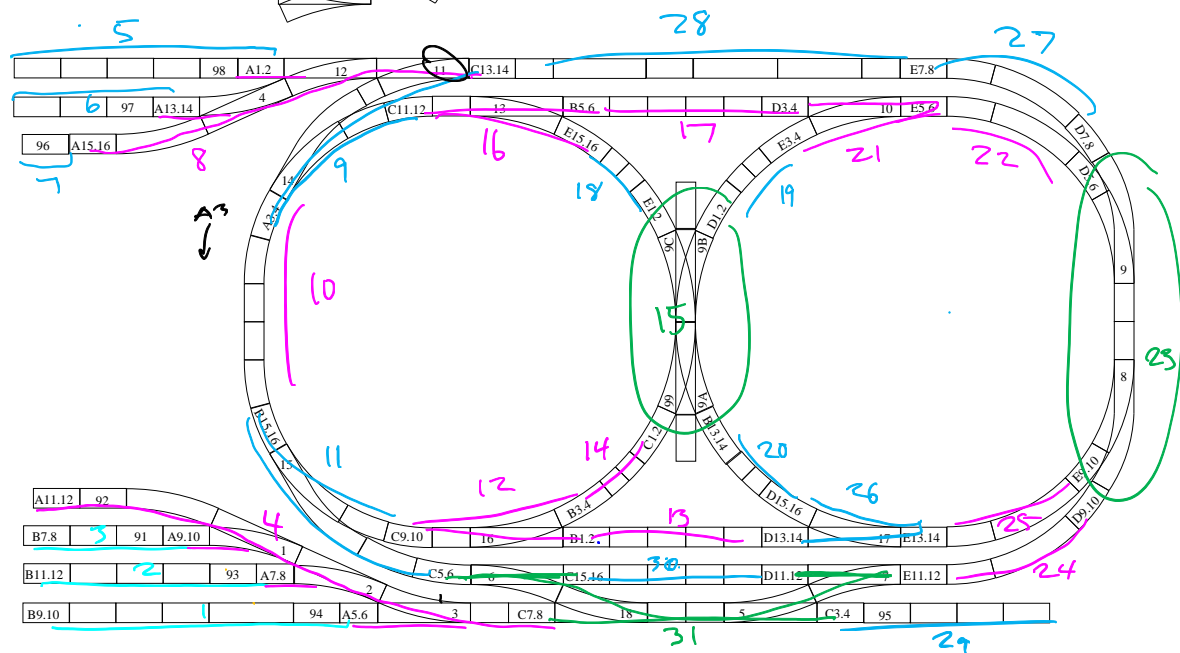 5 28 27
98 A1.2 12 11 C13.14 E7.8
6 97 A13.14 4 C11.12 13 B5.6 D3.4 10 E5.6
96 A15.16 8 16 E15.16 17 E3.4 21 22 D7.8
7 9 14 18 19 D5.6
A3 A3.4 E1.2 D1.2
9C 9B 9
10 15
23
8
99 9A
B15.16 C1.2 B13.14
11 15 14 20 E9.10
A11.12 92 12 B3.4 D15.16 26 D9.10
B7.8 3 91 A9.10 4 1 C9.10 16 B1.2 13 D13.14 17 E13.14 25
B11.12 2 93 A7.8 2 C5.6 6 C15.16 30 7 E11.12 24
B9.10 1 94 A5.6 3 C7.8 18 5 C3.4 95
31 29